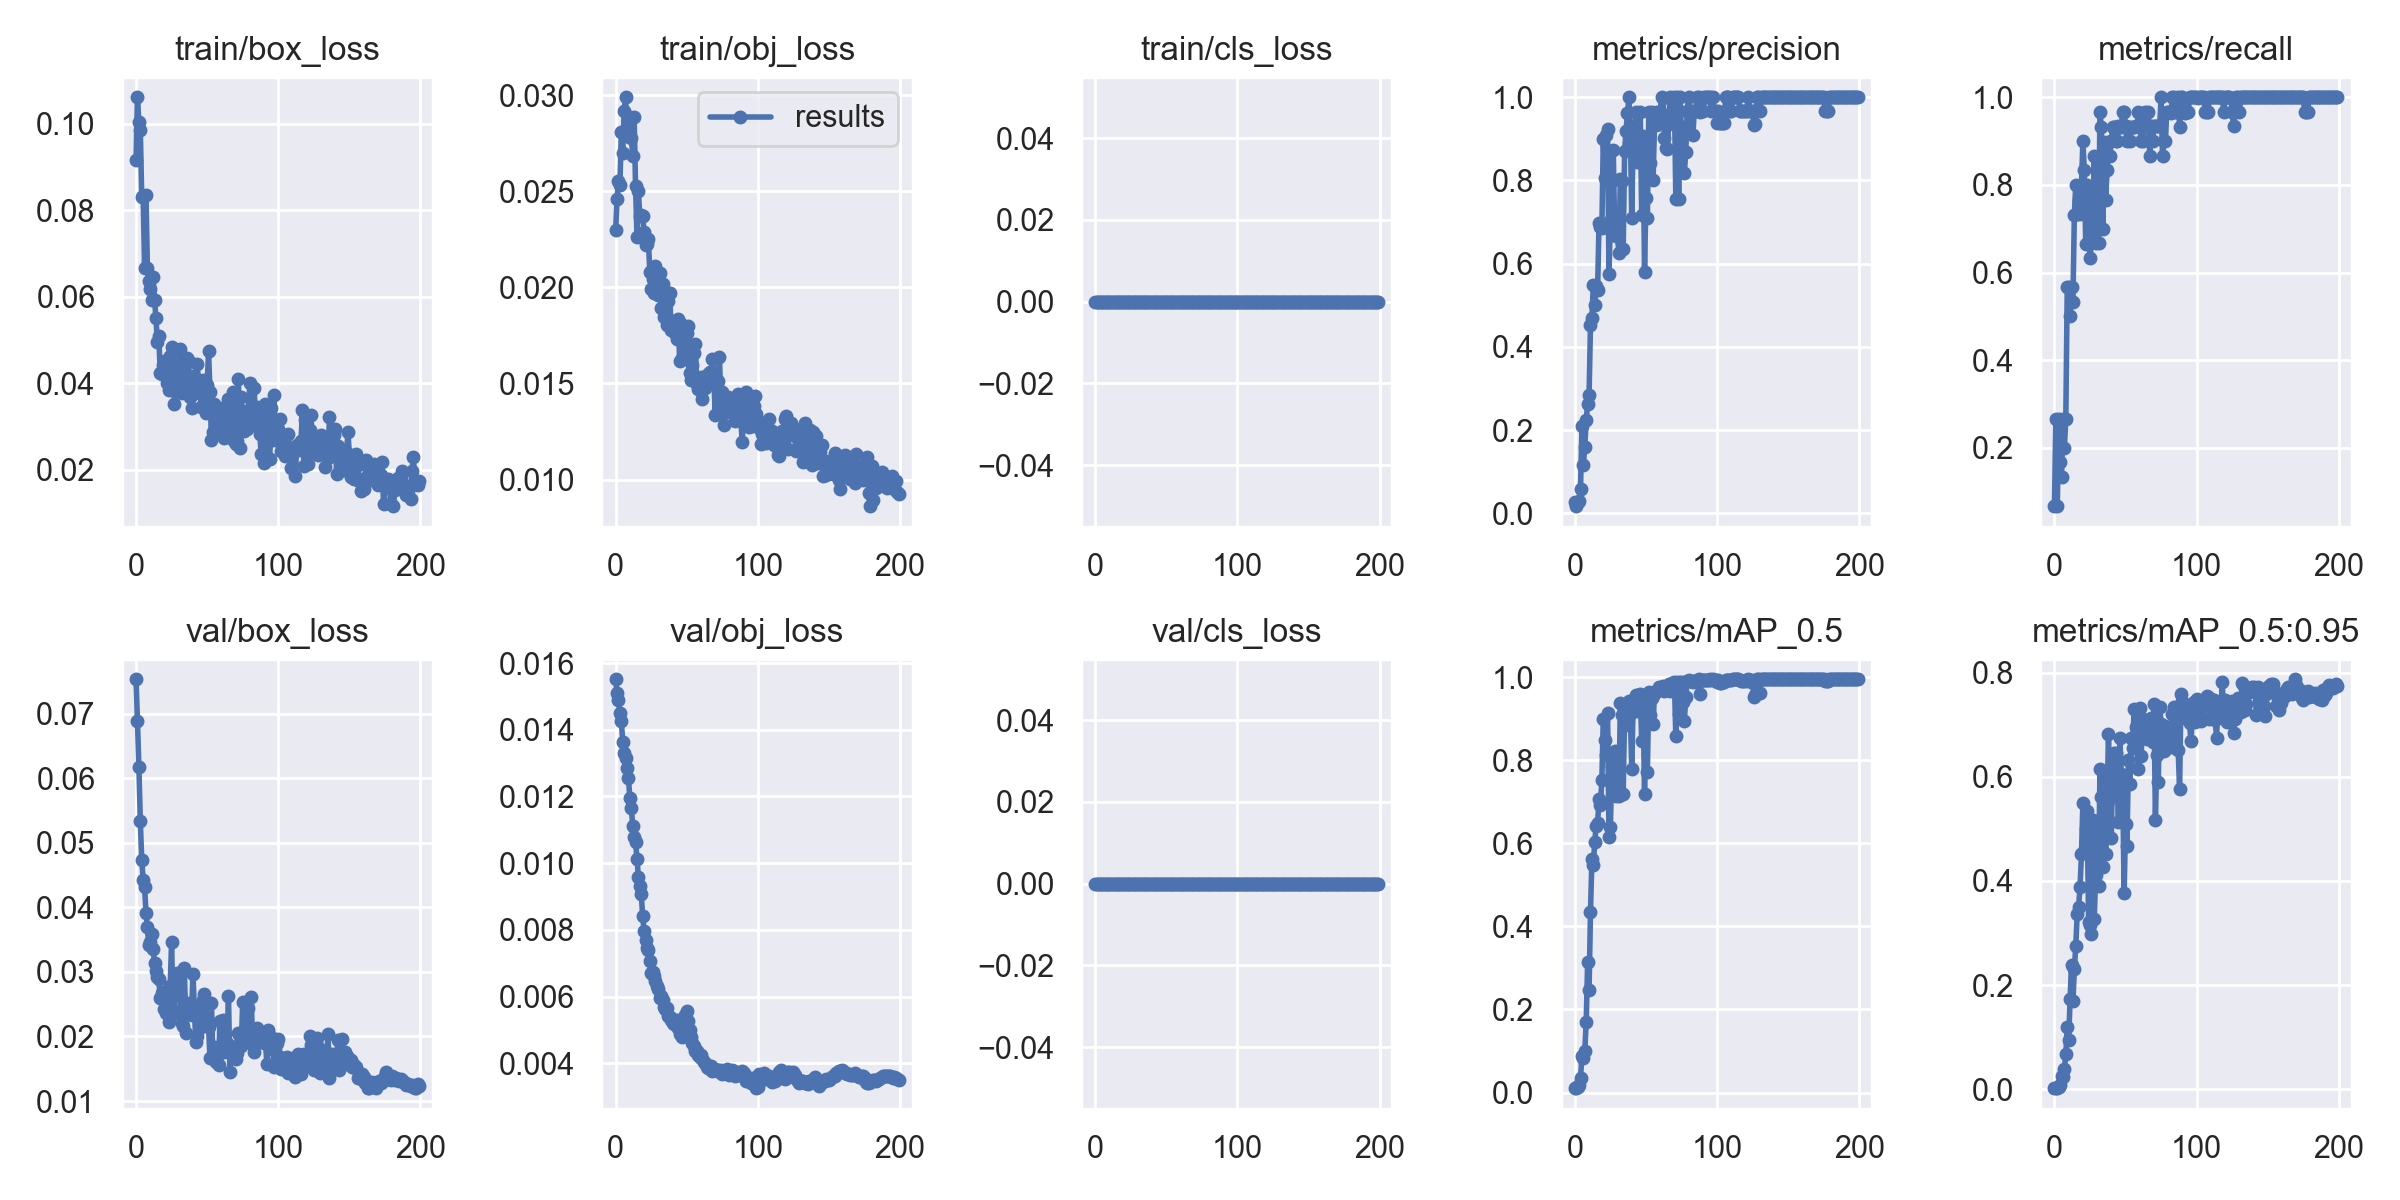 train/box_loss
0.10
0.08
0.06
0.04
0.02
0 100 200
train/obj_loss
results
0.030
0.025
0.020
0.015
0.010
0 100 200
train/cls_loss
0.04
0.02
0.00
−0.02
−0.04
0 100 200
metrics/precision
1.0
0.8
0.6
0.4
0.2
0.0
0 100 200
metrics/recall
1.0
0.8
0.6
0.4
0.2
0 100 200
val/box_loss
0.07
0.06
0.05
0.04
0.03
0.02
0.01
0 100 200
val/obj_loss
0.016
0.014
0.012
0.010
0.008
0.006
0.004
0 100 200
val/cls_loss
0.04
0.02
0.00
−0.02
−0.04
0 100 200
metrics/mAP_0.5
1.0
0.8
0.6
0.4
0.2
0.0
0 100 200
metrics/mAP_0.5:0.95
0.8
0.6
0.4
0.2
0.0
0 100 200